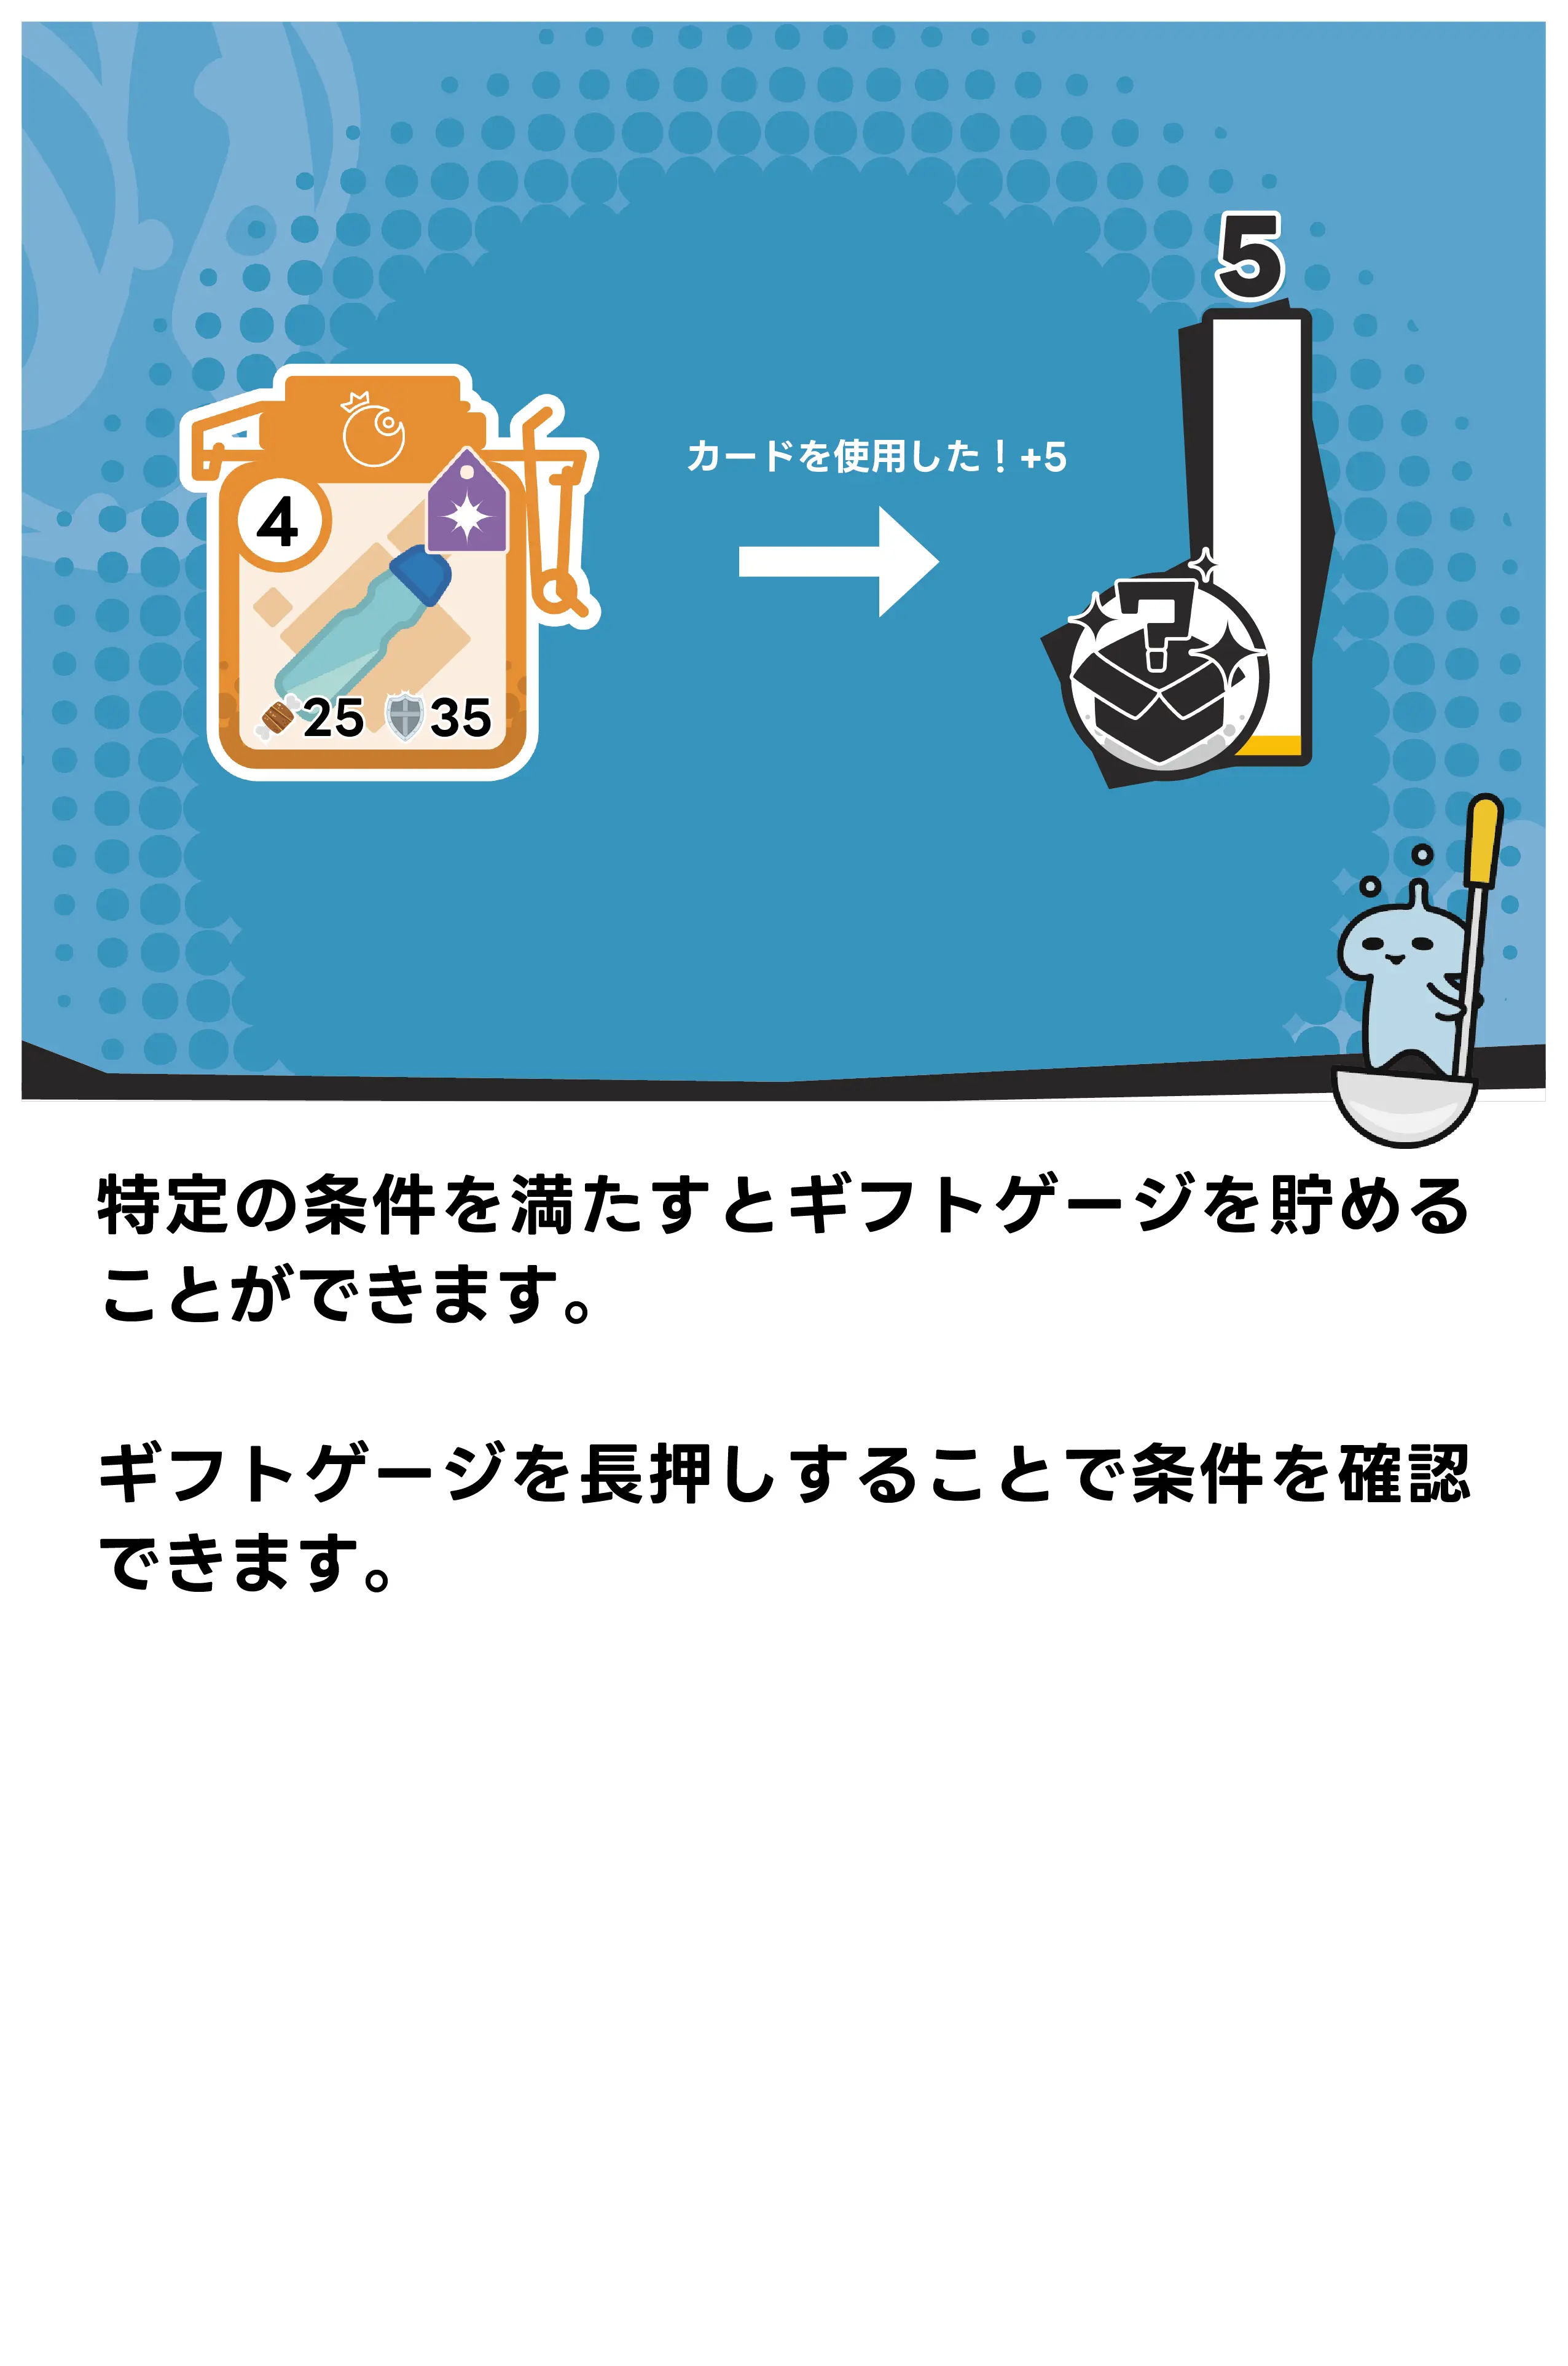 5
カードを使用した！+5
4
?
25 35
特定の条件を満たすとギフトゲージを貯める
ことができます。
ギフトゲージを長押しすることで条件を確認
できます。